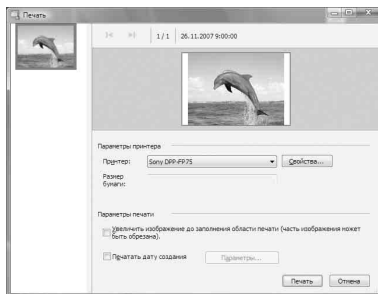 Печать
1/1 26.11.2007 9:00:00
Параметры принтера
Принтер: Sony DPP-FP75 Свойства...
Размер
бумаги:
Параметры печати
Увеличить изображение до заполнения области печати (часть изображения может
быть обрезана).
Печатать дату создания Параметры...
Печать Отмена